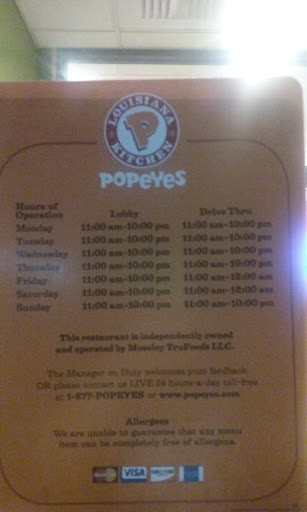 LOUISIANA
P
KITCHEN
POPEYES
Hours of
Operation Lobby Drive Thru
Monday 11:00 am-10:00 pm 11:00 am-10:00 pm
Tuesday 11:00 am-10:00 pm 11:00 am-10:00 pm
Wednesday 11:00 am-10:00 pm 11:00 am-10:00 pm
Thursday 11:00 am-10:00 pm 11:00 am-10:00 pm
Friday 11:00 am-10:00 pm 11:00 am-12:00 am
Saturday 11:00 am-10:00 pm 11:00 am-12:00 am
Sunday 11:00 am-10:00 pm 11:00 am-10:00 pm
This restaurant is independently owned
and operated by TruFoods LLC.
The Manager on Duty welcomes your feedback
OR please contact us LIVE 24 hours-a-day toll-free
at 1-877-POPEYES or www.popeyes.com
Allergens
We are unable to guarantee that any menu
item can be completely free of allergens.
VISA